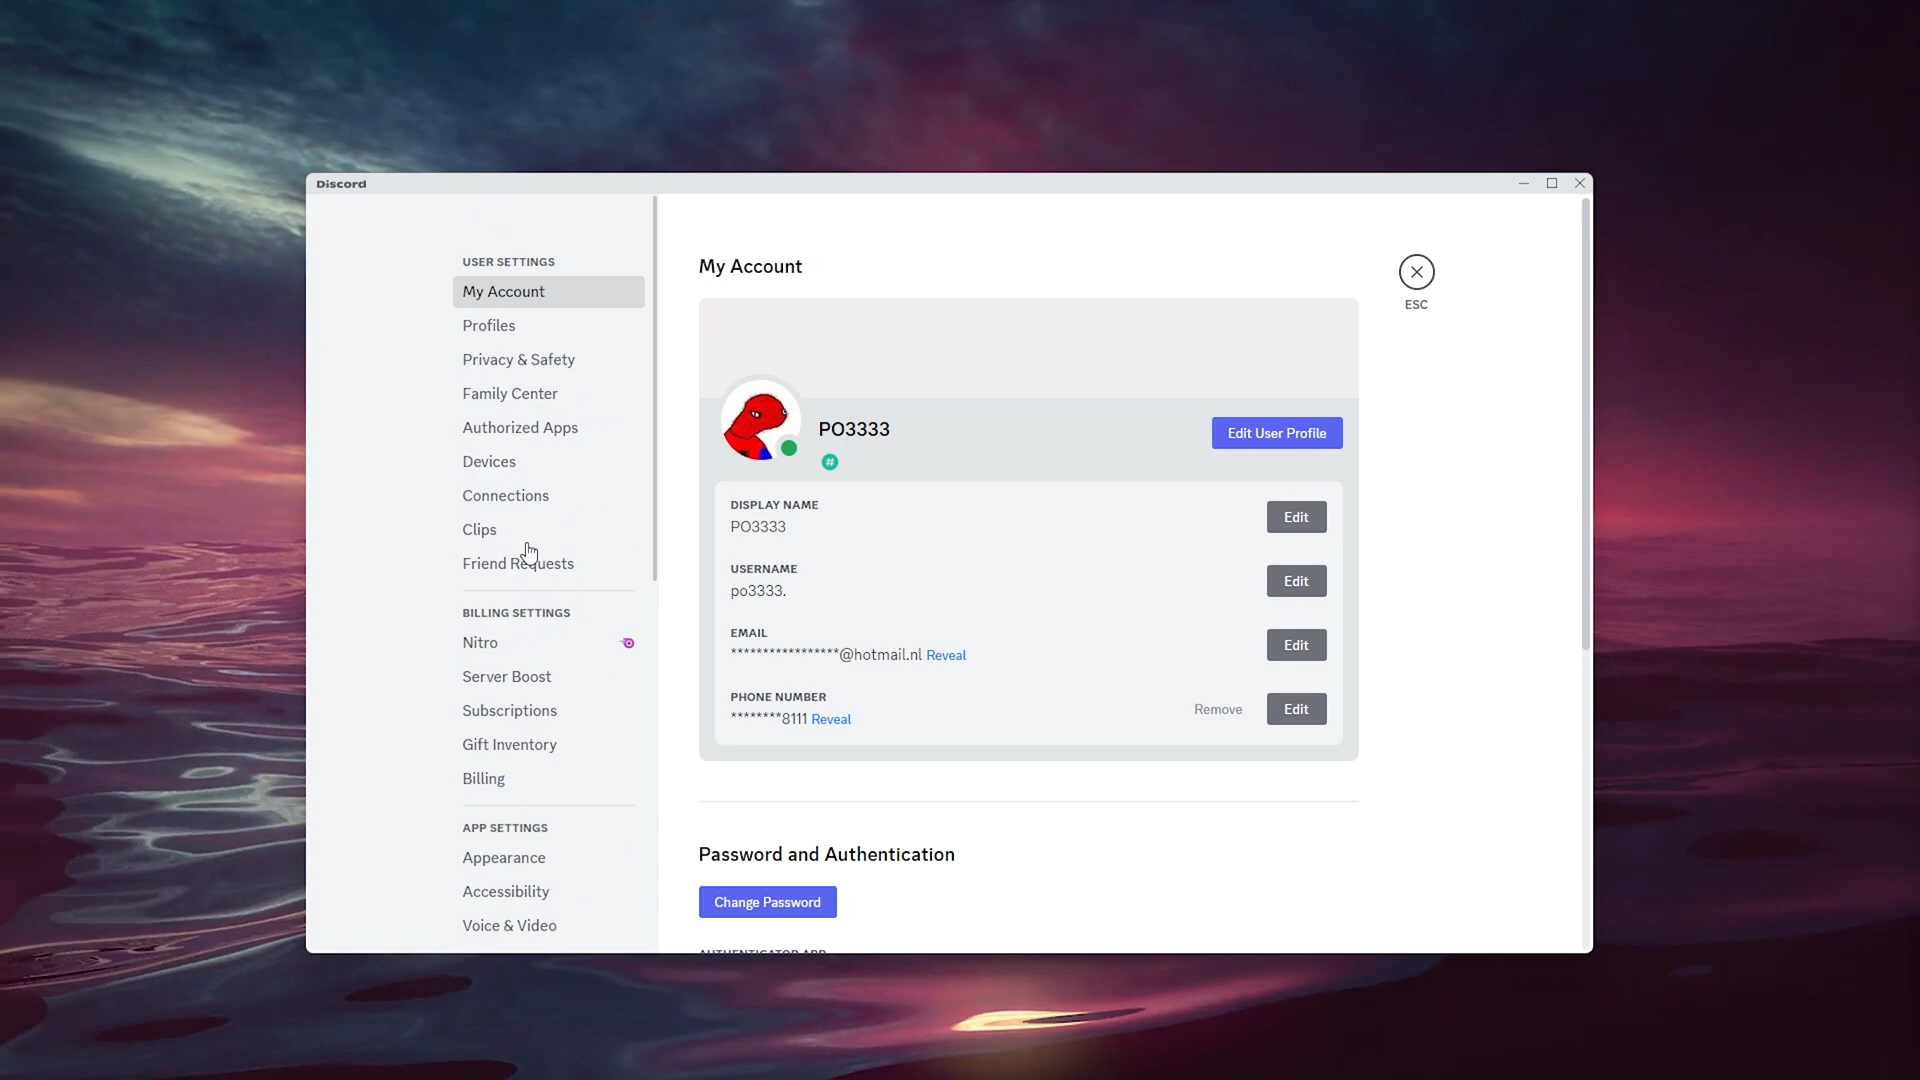 Discord
USER SETTINGS
My Account
Profiles
Privacy & Safety
Family Center
Authorized Apps
Devices
Connections
Clips
Friend Requests
BILLING SETTINGS
Nitro
Server Boost
Subscriptions
Gift Inventory
Billing
APP SETTINGS
Appearance
Accessibility
Voice & Video
My Account
ESC
PO3333
#
Edit User Profile
DISPLAY NAME
PO3333
Edit
USERNAME
po3333.
Edit
EMAIL
*****************@hotmail.nl Reveal
Edit
PHONE NUMBER
********8111 Reveal
Remove
Edit
Password and Authentication
Change Password
AUTHENTICATOR APP